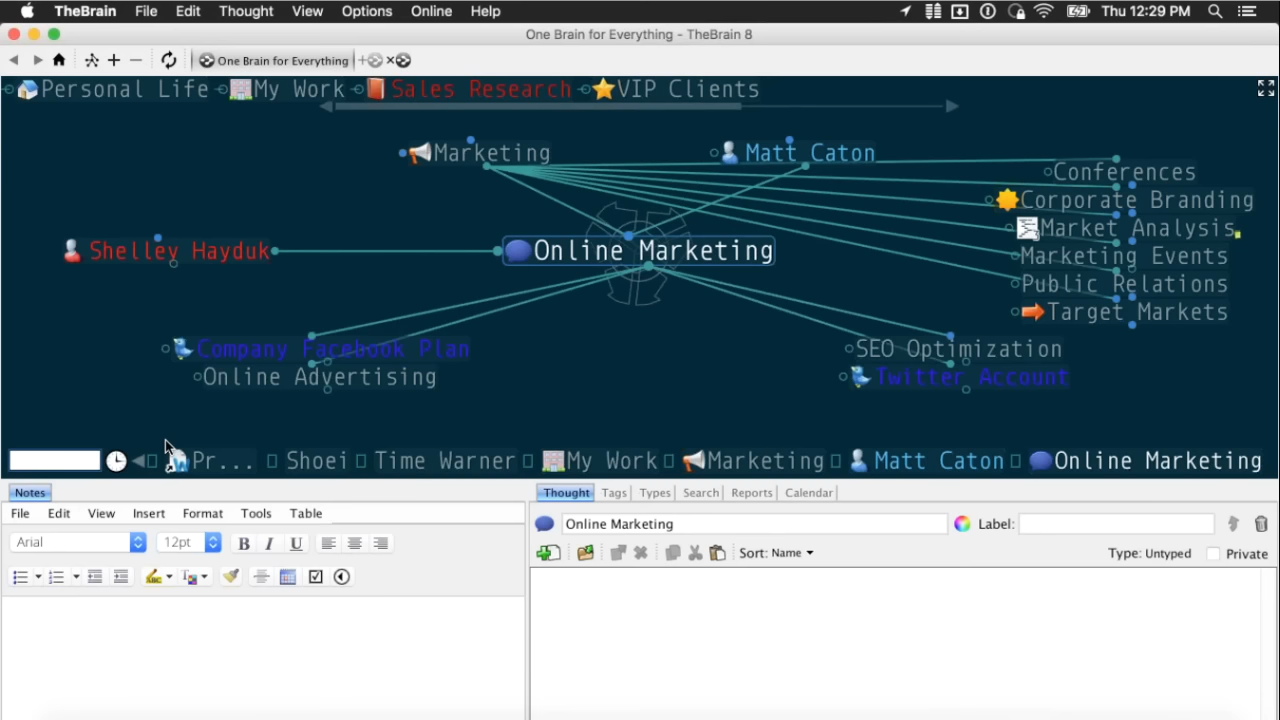 TheBrain File Edit Thought View Options Online Help Thu 12:29 PM
One Brain for Everything - TheBrain 8
One Brain for Everything
Personal Life My Work Sales Research VIP Clients
Marketing Matt Caton
Conferences
Corporate Branding
Market Analysis
Shelley Hayduk Online Marketing
Marketing Events
Public Relations
Target Markets
Company Facebook Plan SEO Optimization
Online Advertising Twitter Account
Pr... Shoei Time Warner My Work Marketing Matt Caton Online Marketing
Notes Thought Tags Types Search Reports Calendar
File Edit View Insert Format Tools Table
Online Marketing Label:
Arial 12pt B I U
Sort: Name Type: Untyped Private